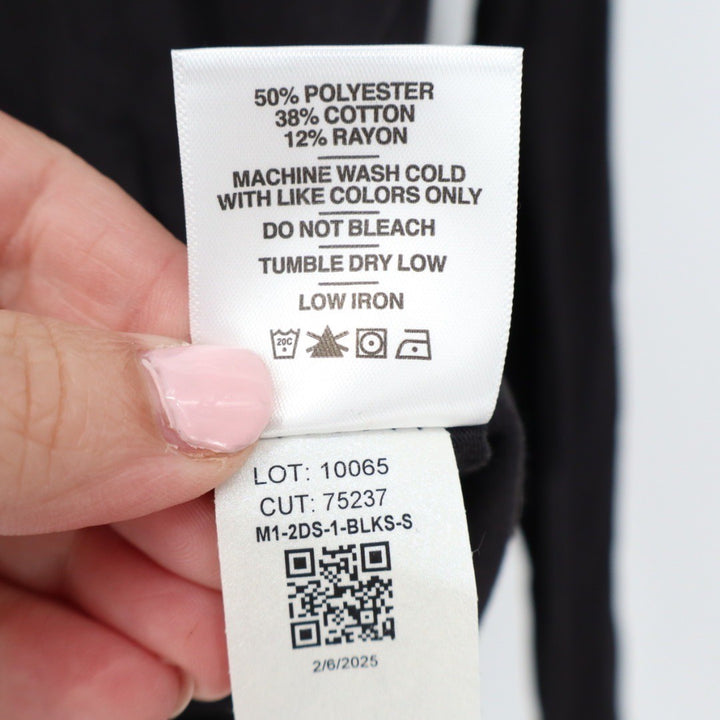 50% POLYESTER
38% COTTON
12% RAYON
MACHINE WASH COLD
WITH LIKE COLORS ONLY
DO NOT BLEACH
TUMBLE DRY LOW
LOW IRON
20C
LOT: 10065
CUT: 75237
M1-2DS-1-BLKS-S
2/6/2025